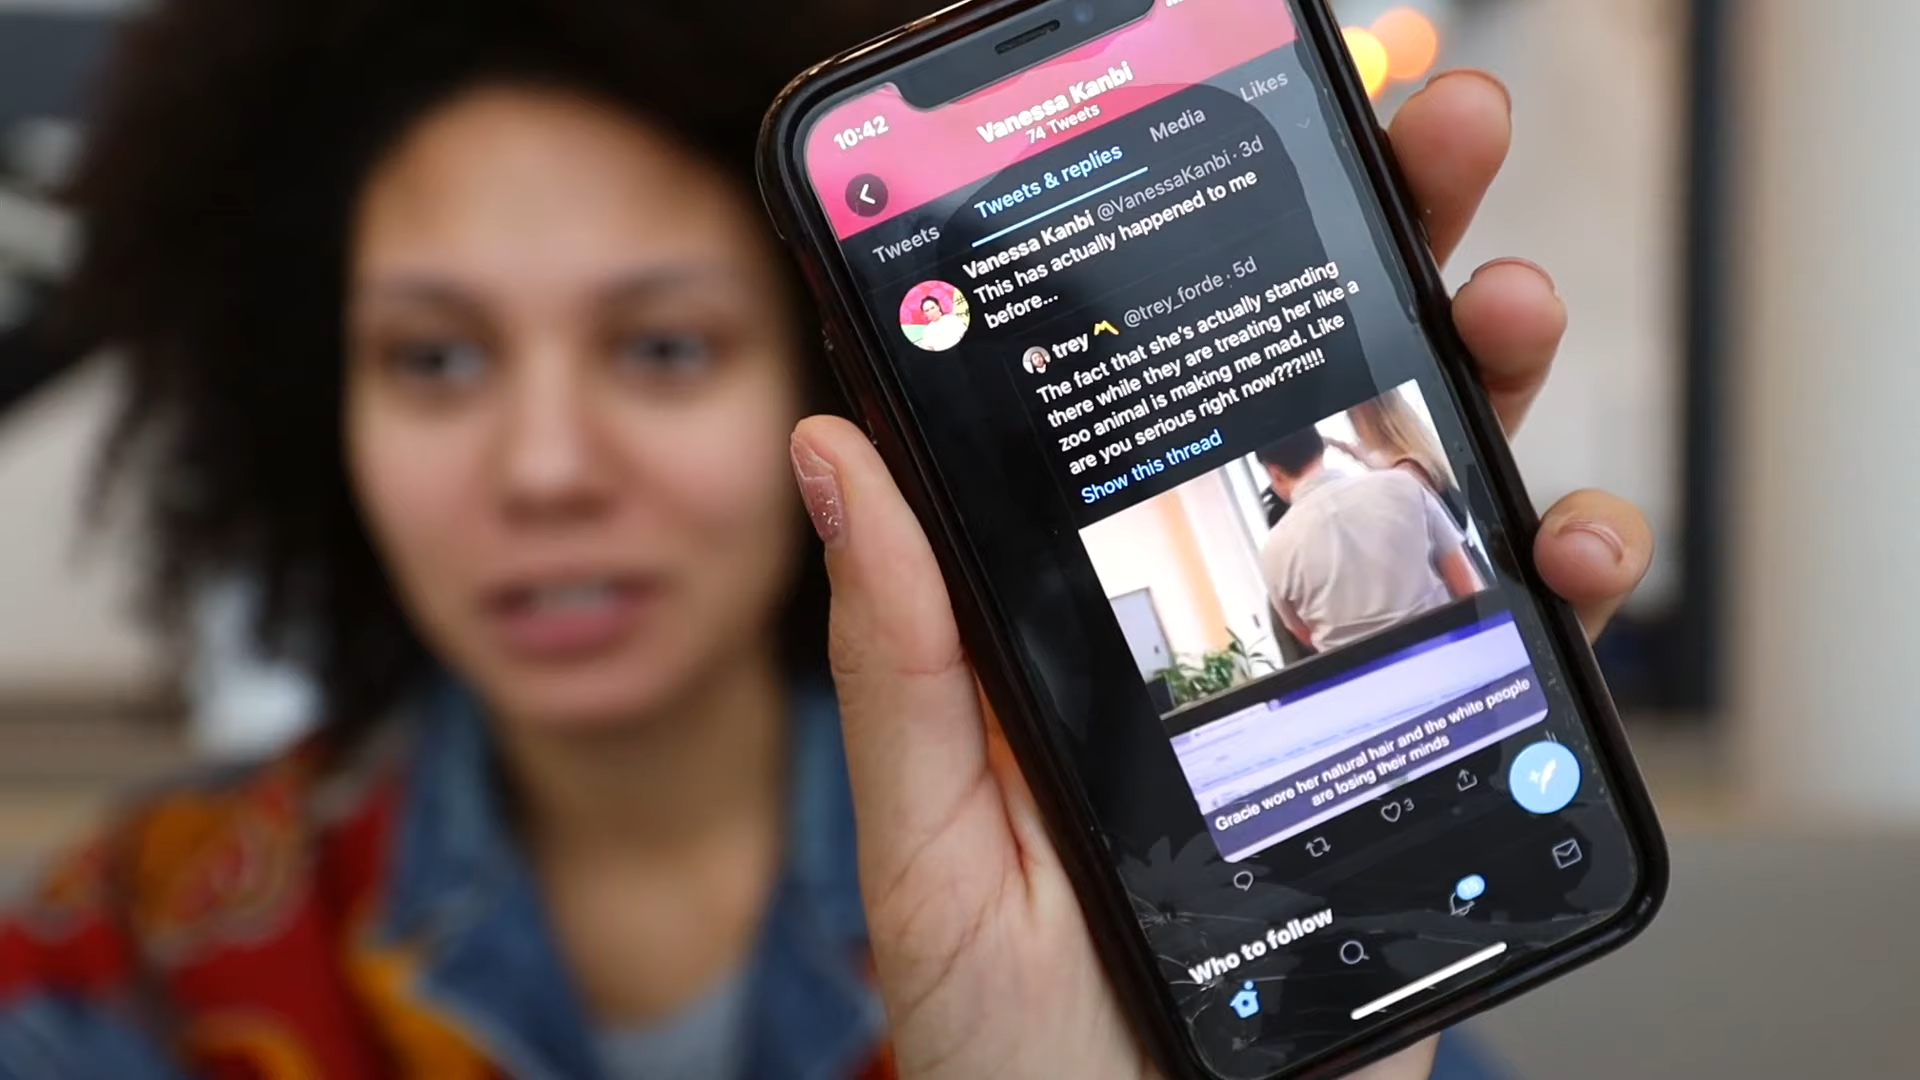 10:42
Vanessa Kanbi
74 Tweets
Tweets
Tweets & replies
Media
Likes
Vanessa Kanbi @VanessaKanbi · 3d
This has actually happened to me
before...
trey @trey_forde · 5d
The fact that she's actually standing
there while they are treating her like a
zoo animal is making me mad. Like
are you serious right now???!!!!
Show this thread
Gracie wore her natural hair and the white people
are losing their minds
3
Who to follow